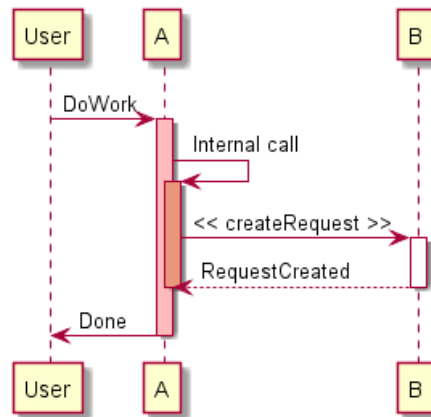 User A B
DoWork
Internal call
<< createRequest >>
RequestCreated
Done
User A B